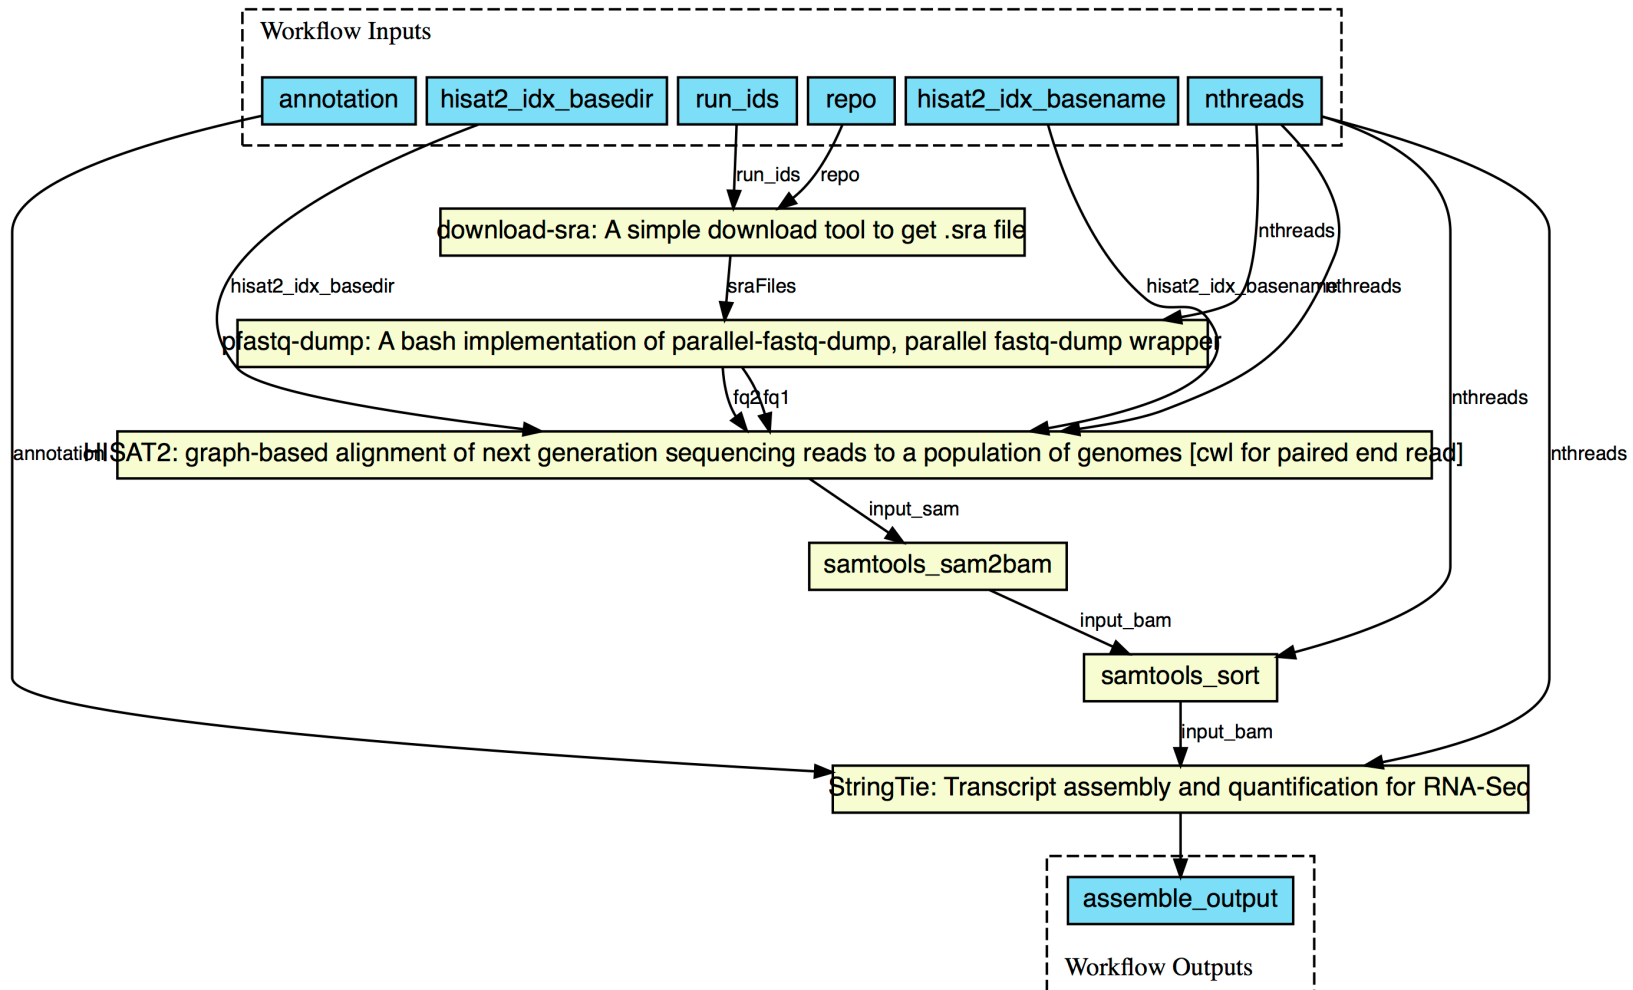 Workflow Inputs
annotation
hisat2_idx_basedir
run_ids
repo
hisat2_idx_basename
nthreads
run_ids
repo
download-sra: A simple download tool to get .sra file
nthreads
hisat2_idx_basedir
sraFiles
hisat2_idx_basename
nthreads
pfastq-dump: A bash implementation of parallel-fastq-dump, parallel fastq-dump wrapper
fq2
fq1
nthreads
annotation
HISAT2: graph-based alignment of next generation sequencing reads to a population of genomes [cwl for paired end read]
nthreads
input_sam
samtools_sam2bam
input_bam
samtools_sort
input_bam
StringTie: Transcript assembly and quantification for RNA-Seq
assemble_output
Workflow Outputs